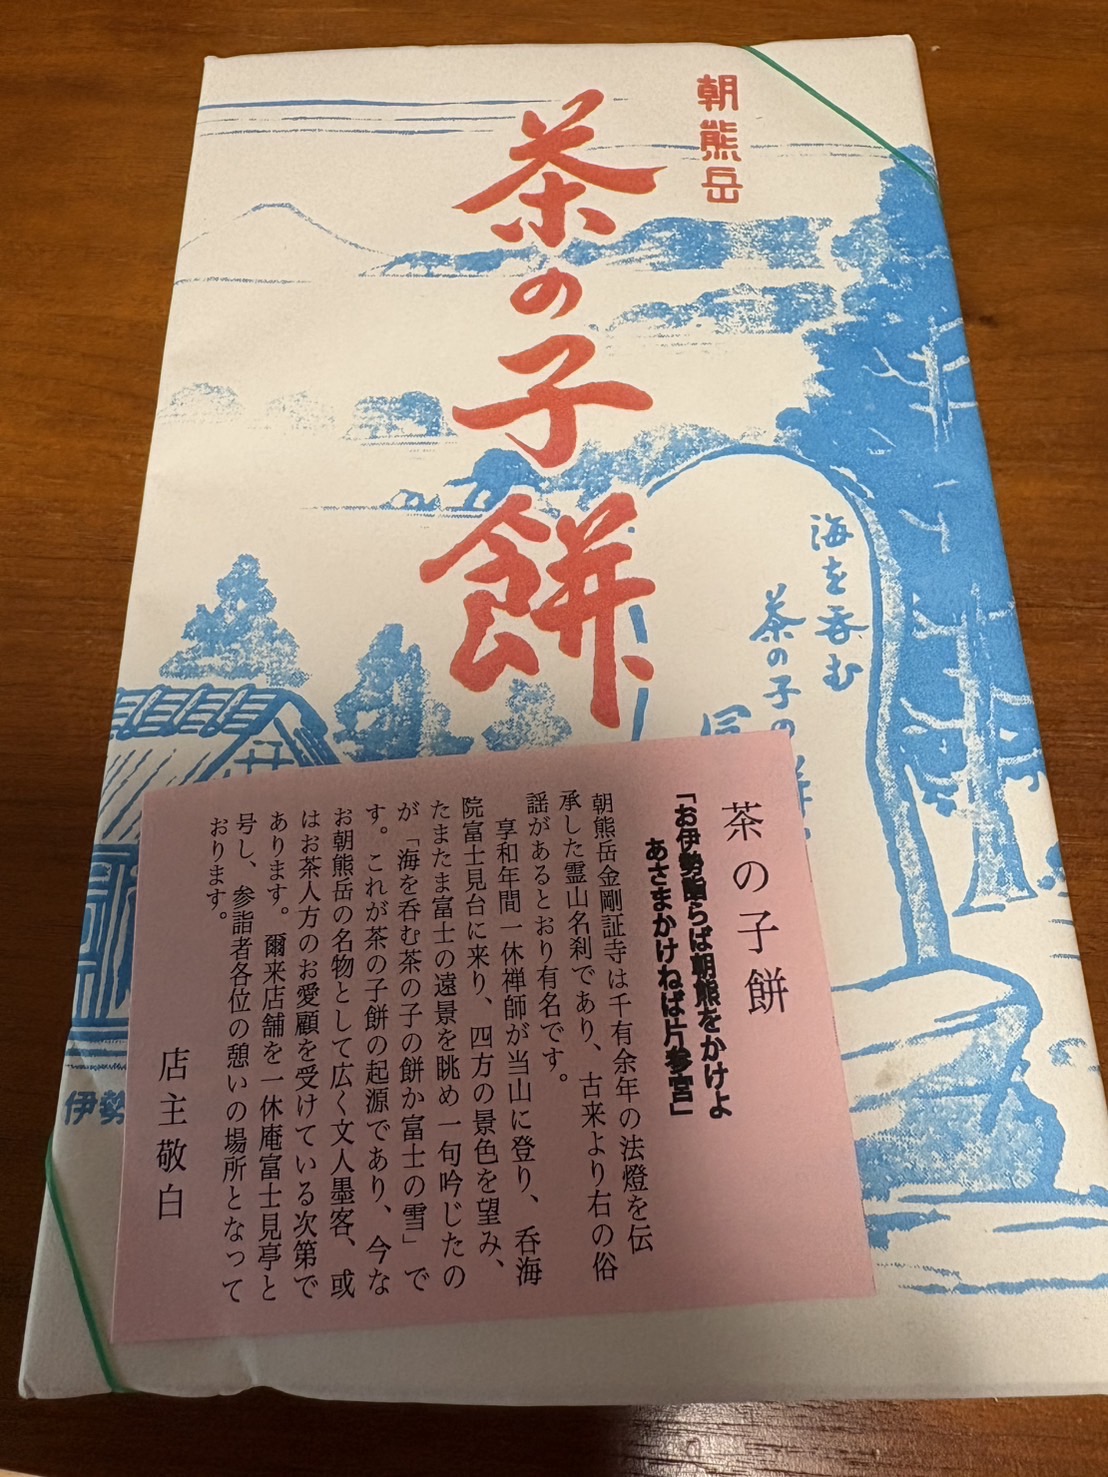 朝熊岳
茶の子餅
海を呑む
茶の子の餅
伊勢
茶の子餅
「お伊勢詣らば朝熊をかけよ
あさまかけねば片参宮」
朝熊岳金剛証寺は千有余年の法燈を伝
承した霊山名刹であり、古来より右の俗
謡があるとおり有名です。
享和年間一休禅師が当山に登り、呑海
院富士見台に来り、四方の景色を望み、
たまたま富士の遠景を眺め一句吟じたの
が「海を呑む茶の子の餅か富士の雪」で
す。これが茶の子餅の起源であり、今な
お朝熊岳の名物として広く文人墨客、或
はお茶人方のお愛顧を受けている次第で
あります。爾来店舗を一休庵富士見亭と
号し、参詣者各位の憩いの場所となって
おります。
店主敬白